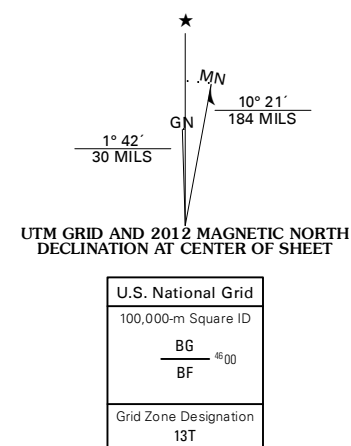 ★
MN
GN
10° 21´
184 MILS
1° 42´
30 MILS
UTM GRID AND 2012 MAGNETIC NORTH
DECLINATION AT CENTER OF SHEET
U.S. National Grid
100,000-m Square ID
BG
4600
BF
Grid Zone Designation
13T